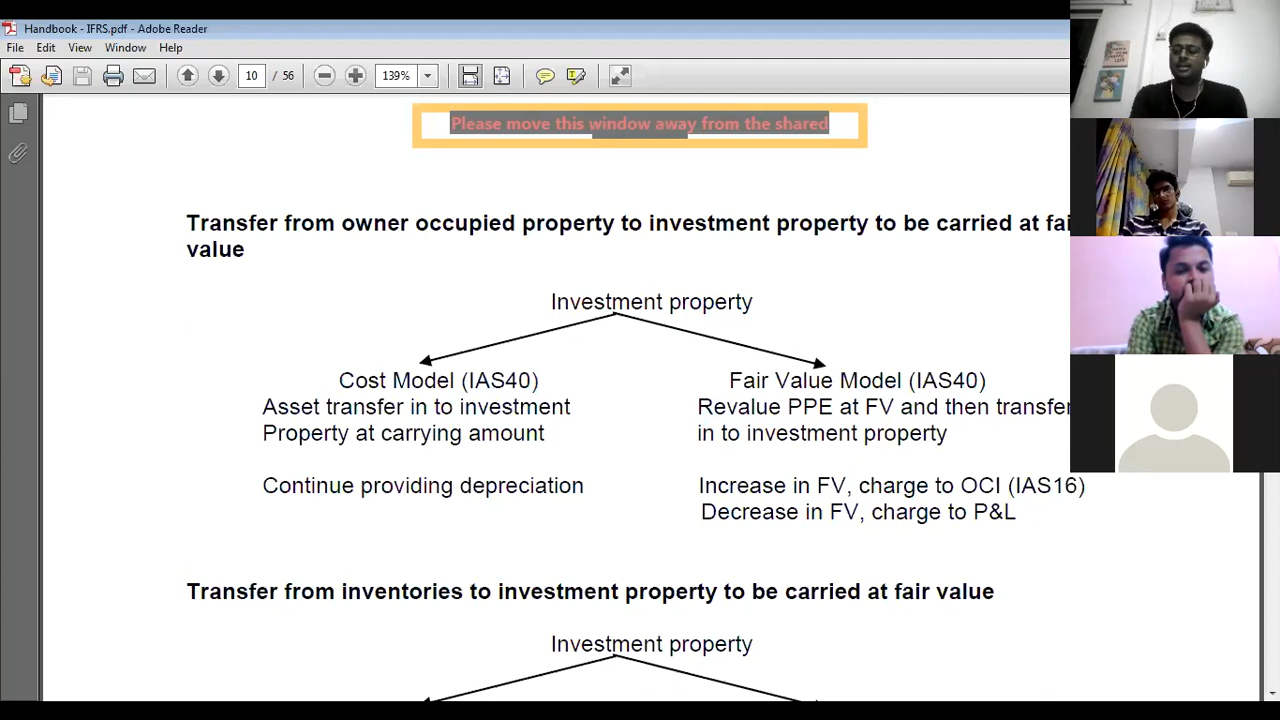 Handbook - IFRS.pdf - Adobe Reader
File Edit View Window Help
10 / 56 139%
Please move this window away from the shared
Transfer from owner occupied property to investment property to be carried at fai
value
Investment property
Cost Model (IAS40) Fair Value Model (IAS40)
Asset transfer in to investment Revalue PPE at FV and then transfer
Property at carrying amount in to investment property
Continue providing depreciation Increase in FV, charge to OCI (IAS16)
Decrease in FV, charge to P&L
Transfer from inventories to investment property to be carried at fair value
Investment property